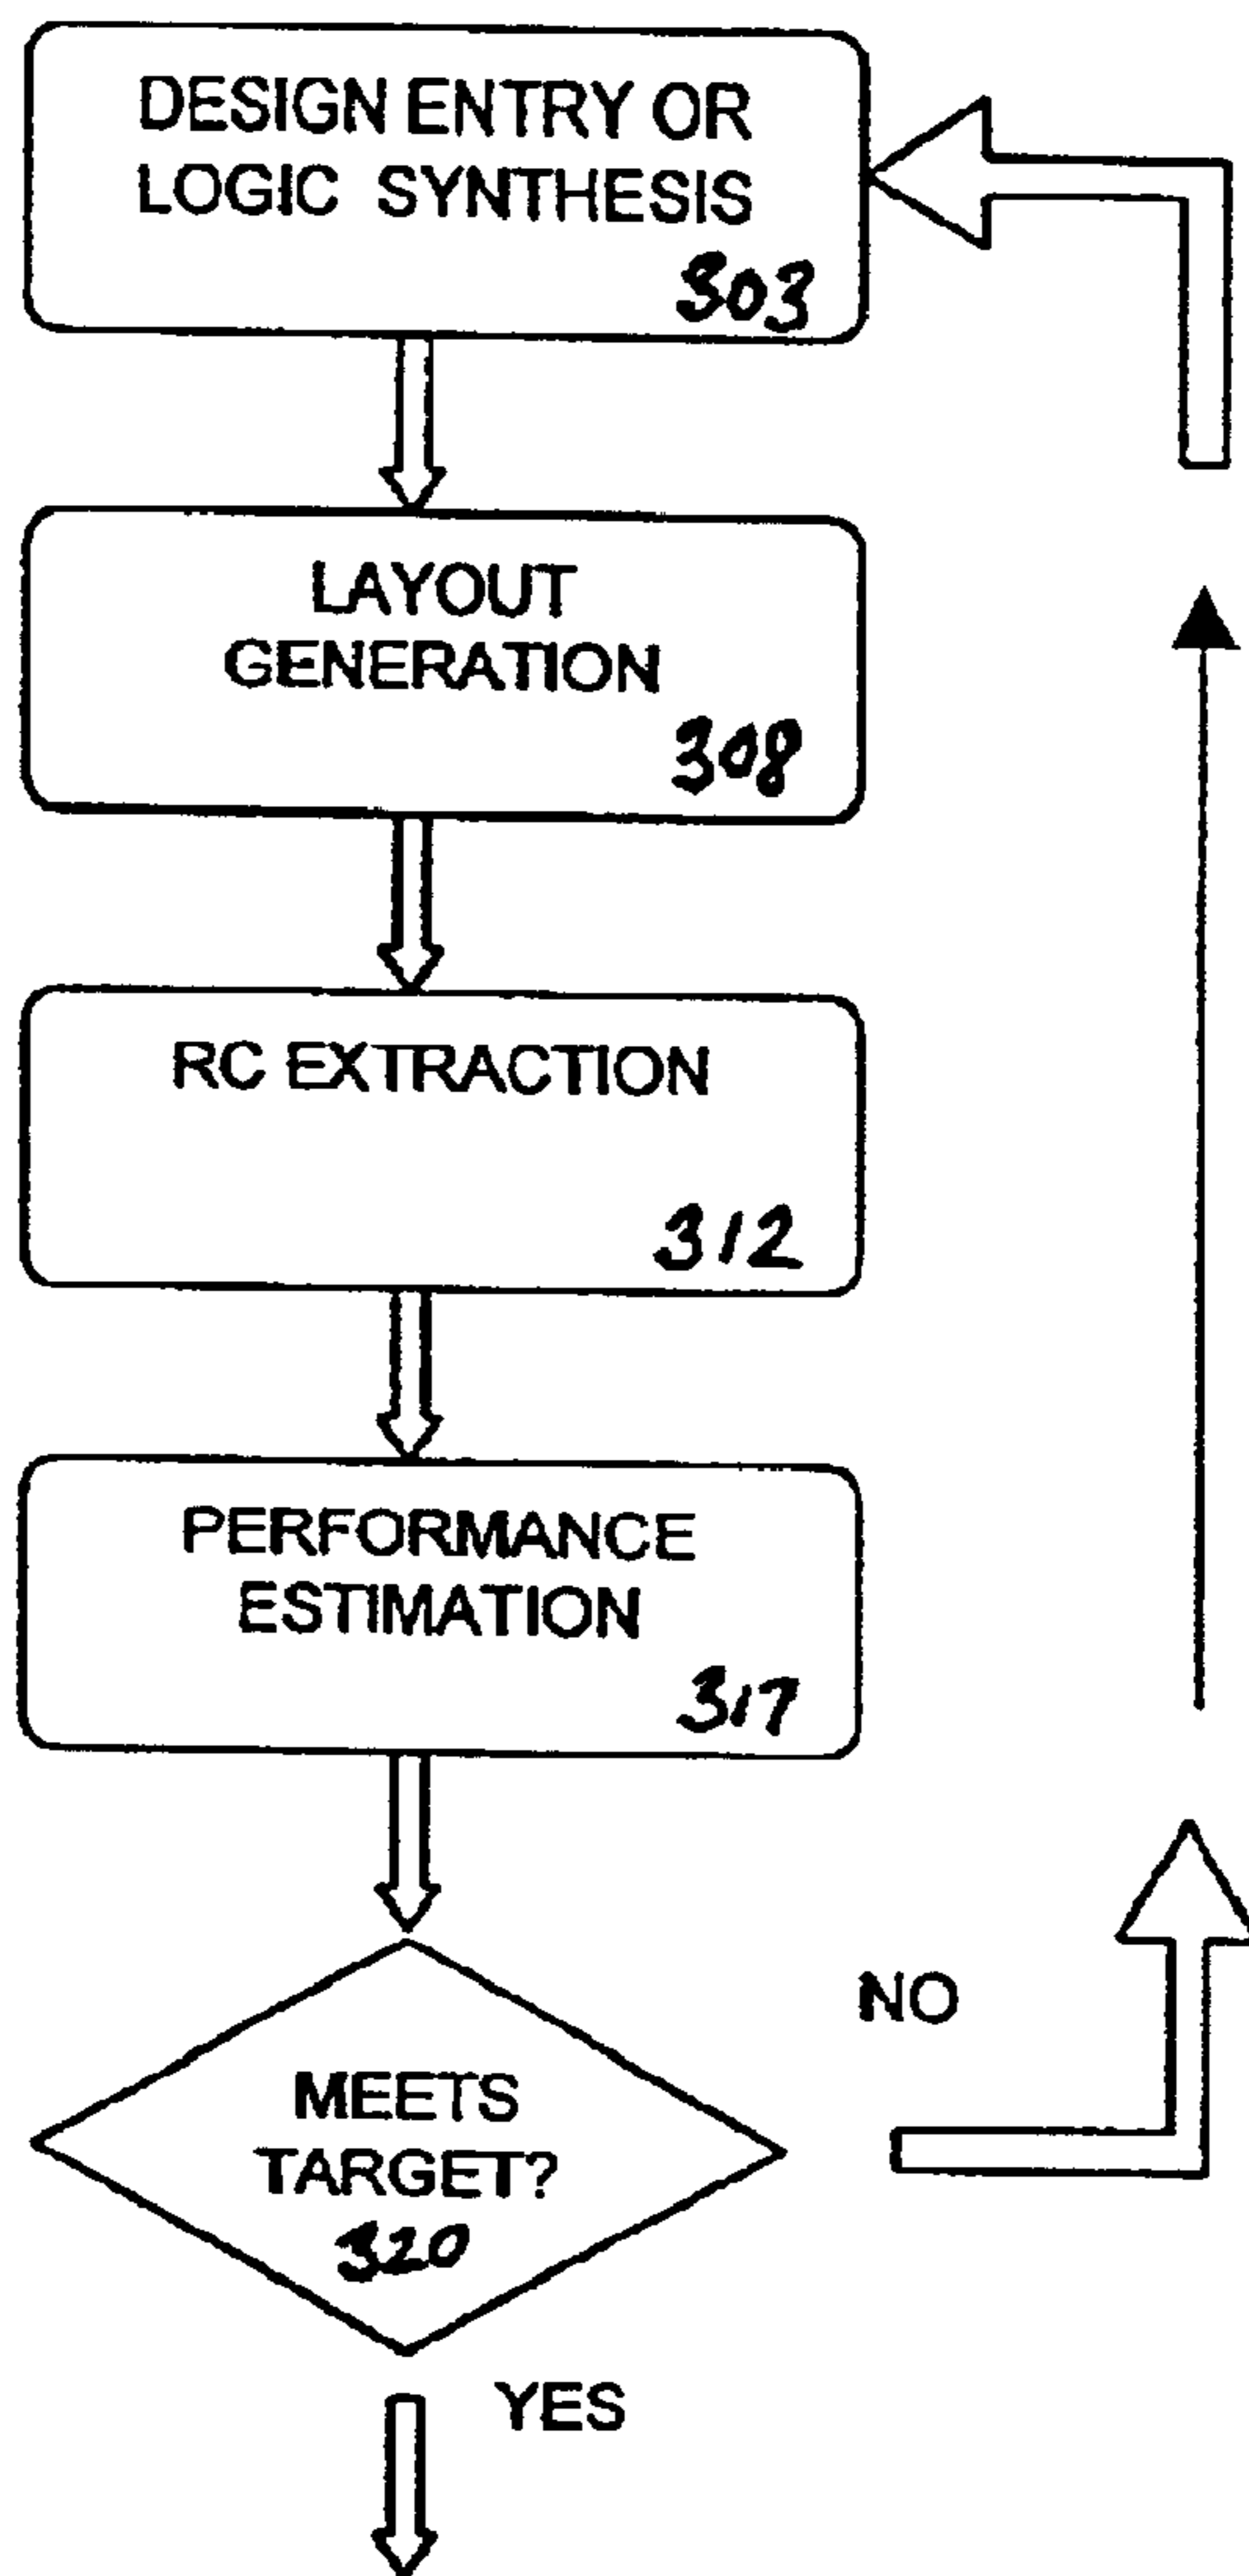 DESIGN ENTRY OR
LOGIC SYNTHESIS
303
LAYOUT
GENERATION
308
RC EXTRACTION
312
PERFORMANCE
ESTIMATION
317
NO
MEETS
TARGET?
320
YES